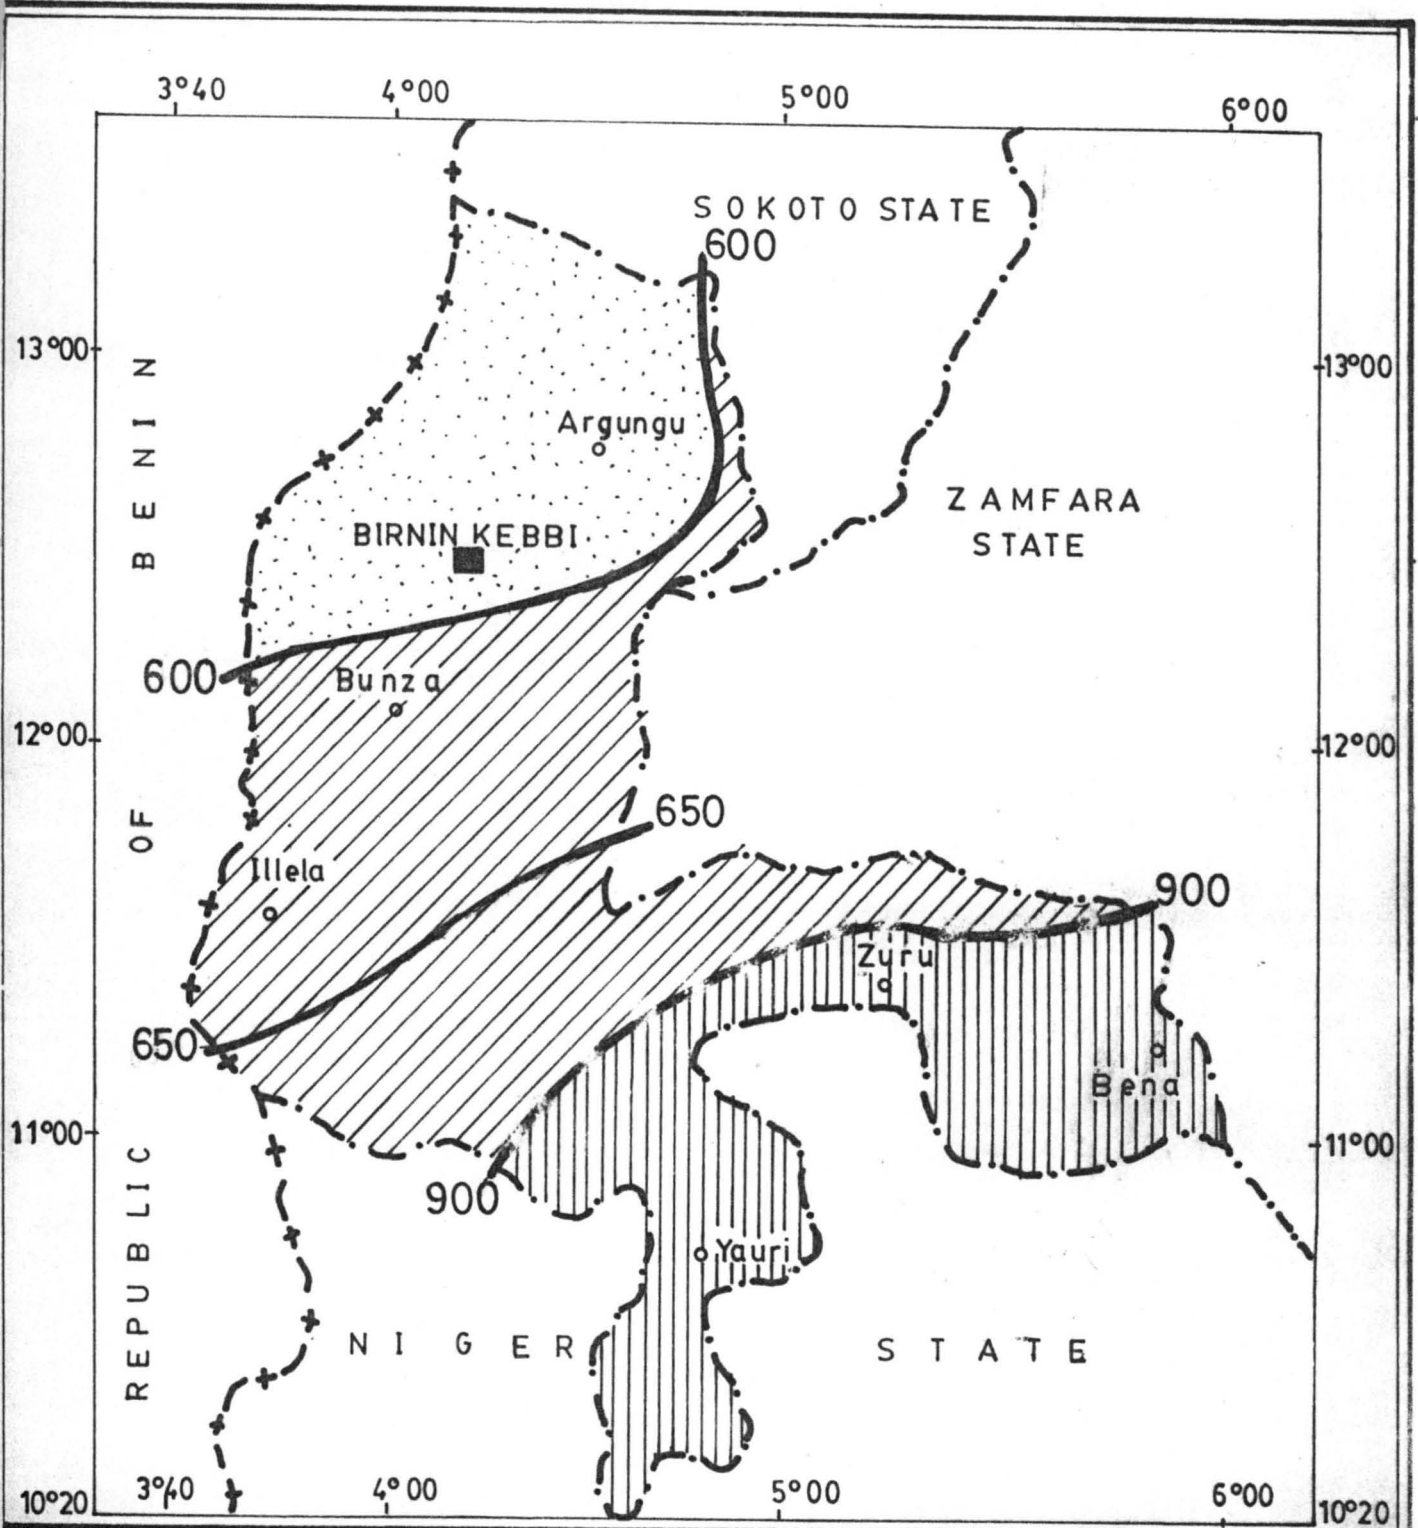 3°40 4°00 5°00 6°00
SOKOTO STATE
600
13°00 13°00
Argungu
ZAMFARA
STATE
BIRNIN KEBBI
600
Bunza
12°00 12°00
650
Illela
900
Zuru
650
Bena
11°00 11°00
900
Yauri
NIGER STATE
REPUBLIC OF BENIN
3°40 4°00 5°00 6°00
10°20 10°20